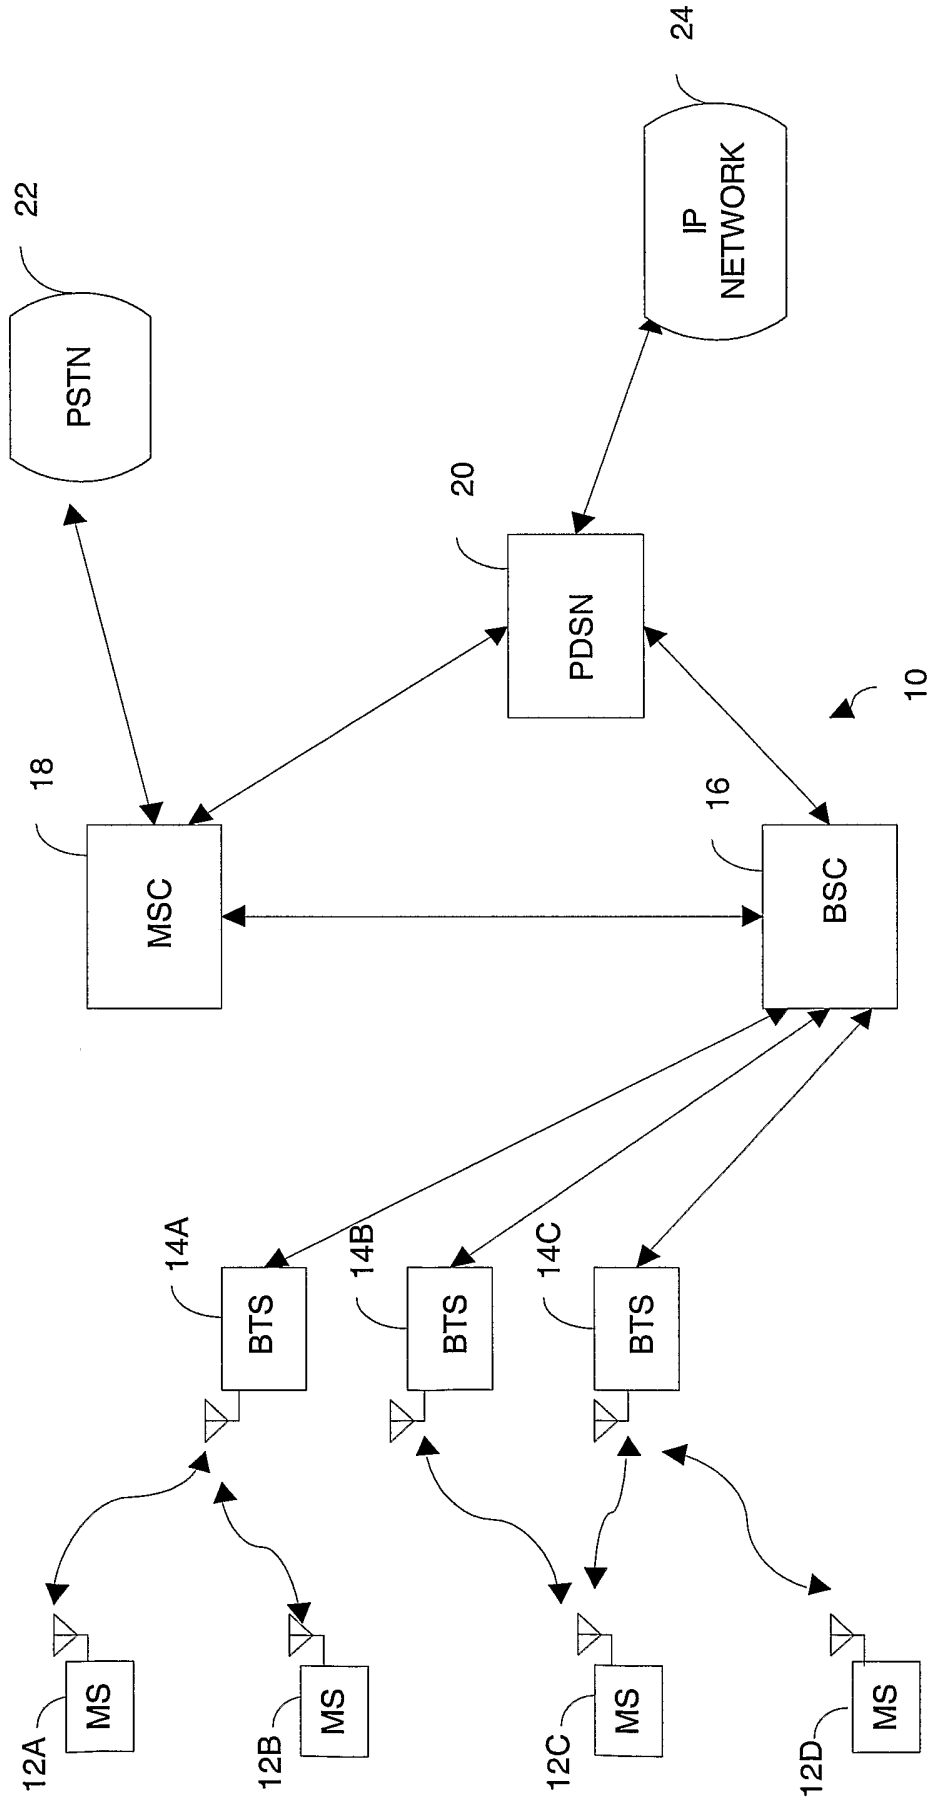 22
PSTN
24
IP
NETWORK
20
PDSN
18
MSC
10
16
BSC
14A
BTS
14B
BTS
14C
BTS
12A
MS
12B
MS
12C
MS
12D
MS